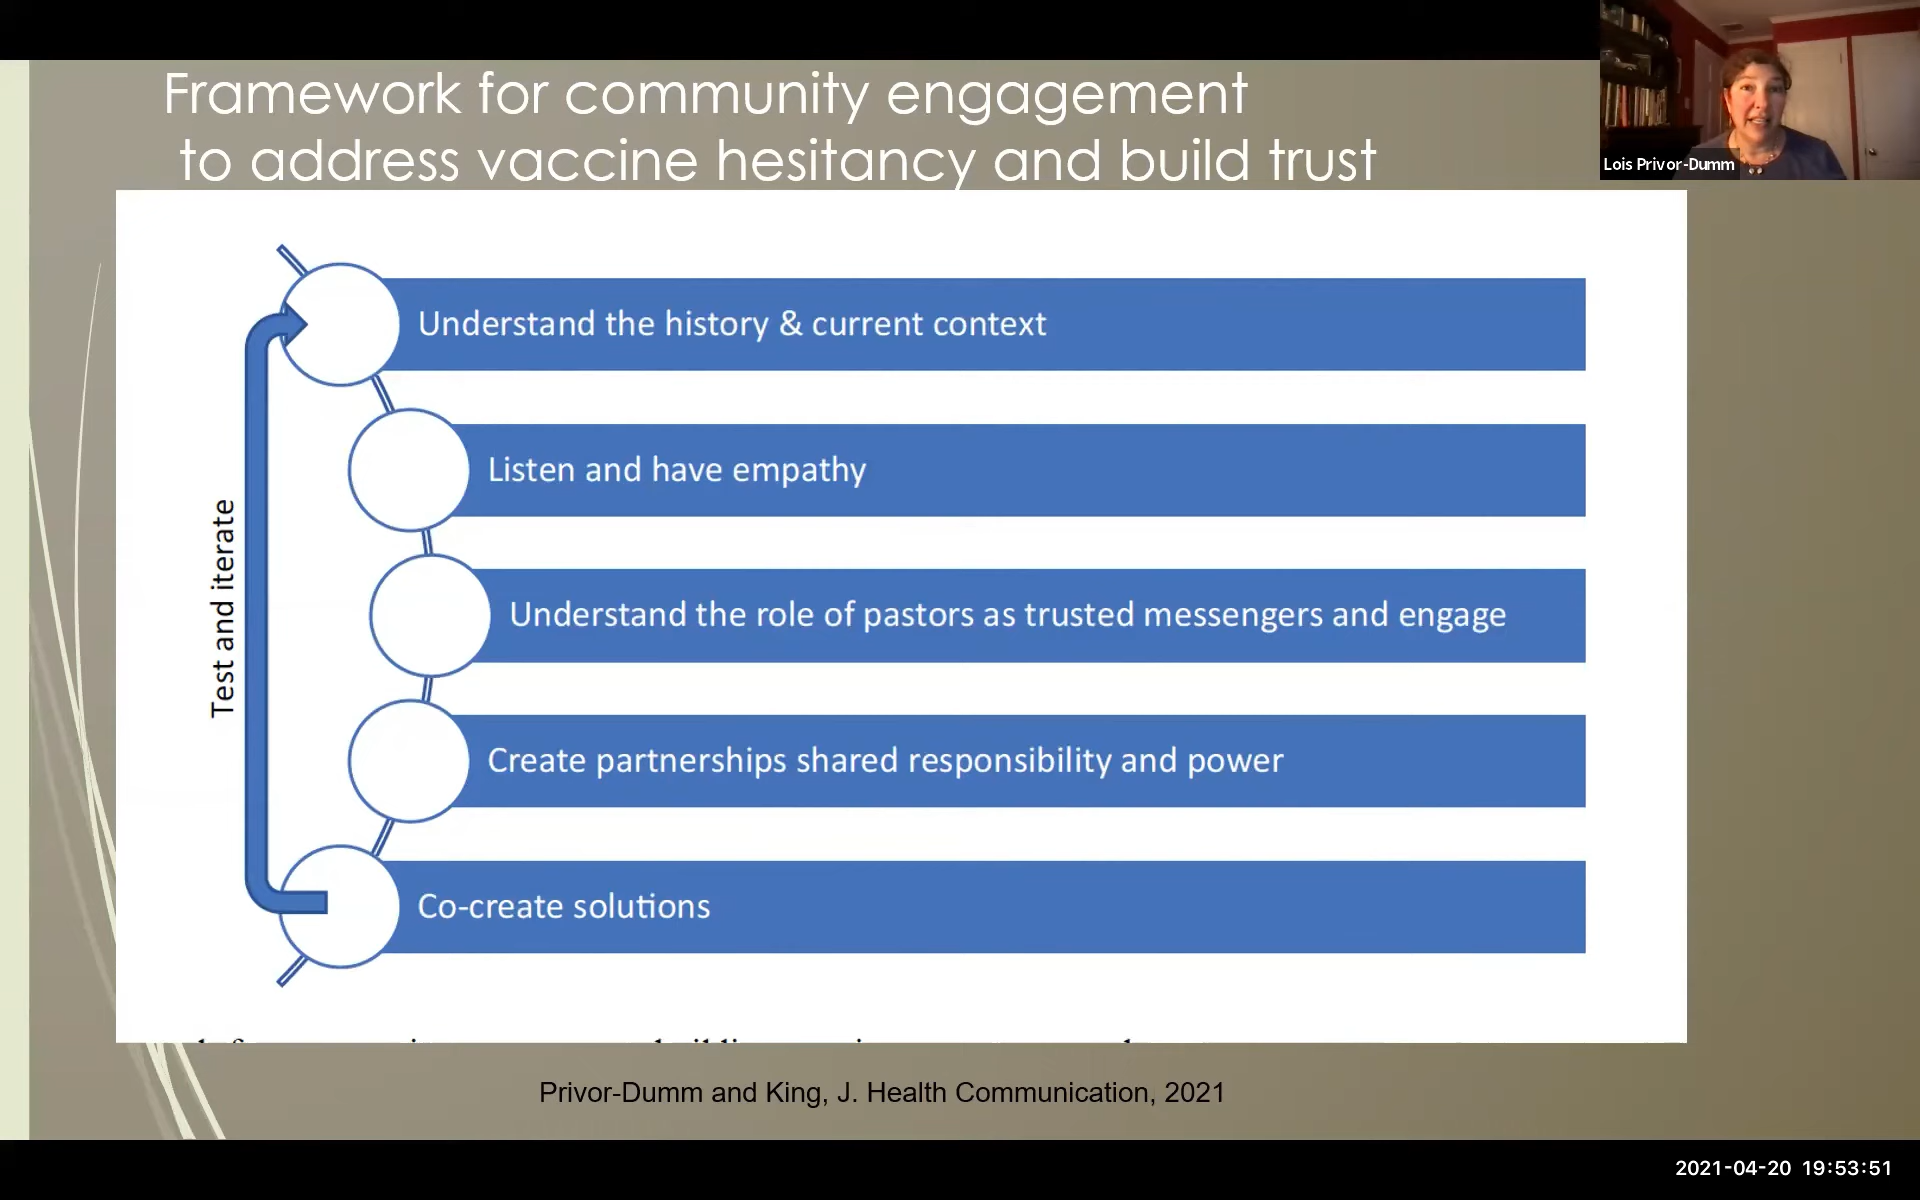 Framework for community engagement
to address vaccine hesitancy and build trust
Lois Privor-Dumm
Understand the history & current context
Listen and have empathy
Test and iterate
Understand the role of pastors as trusted messengers and engage
Create partnerships shared responsibility and power
Co-create solutions
Privor-Dumm and King, J. Health Communication, 2021
2021-04-20 19:53:51